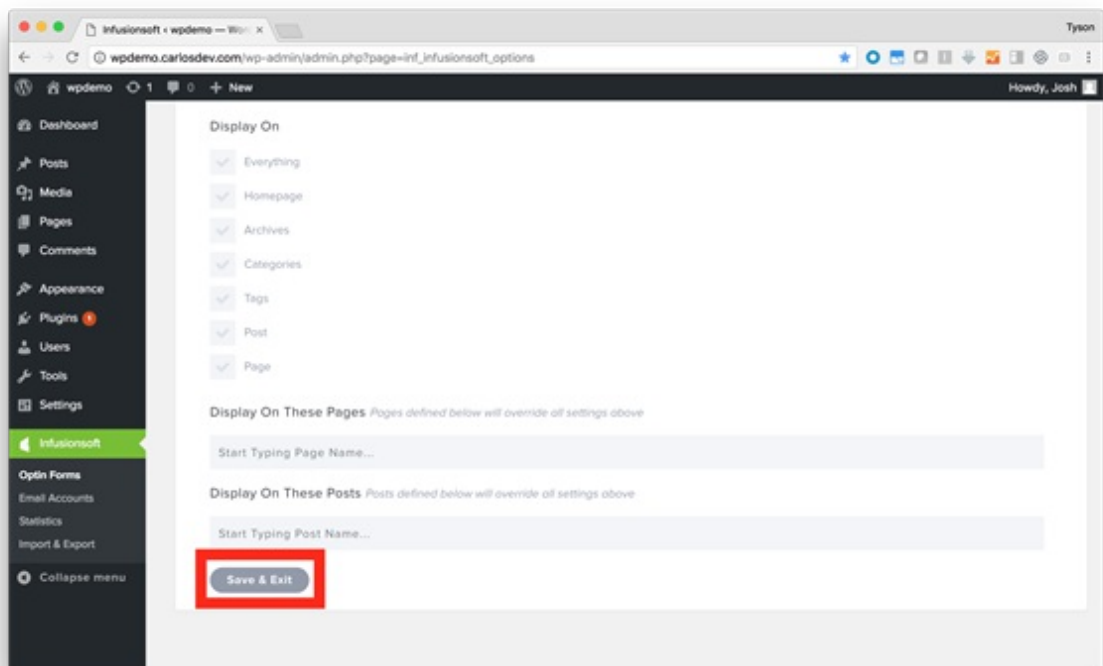 Infusionsoft ‹ wpdemo — Wor
Tyson
wpdemo.carlosdev.com/wp-admin/admin.php?page=inf_infusionsoft_options
wpdemo 1 0 + New
Howdy, Josh
Dashboard
Posts
Media
Pages
Comments
Appearance
Plugins 1
Users
Tools
Settings
Infusionsoft
Optin Forms
Email Accounts
Statistics
Import & Export
Collapse menu
Display On
Everything
Homepage
Archives
Categories
Tags
Post
Page
Display On These Pages Pages defined below will override all settings above
Start Typing Page Name...
Display On These Posts Posts defined below will override all settings above
Start Typing Post Name...
Save & Exit